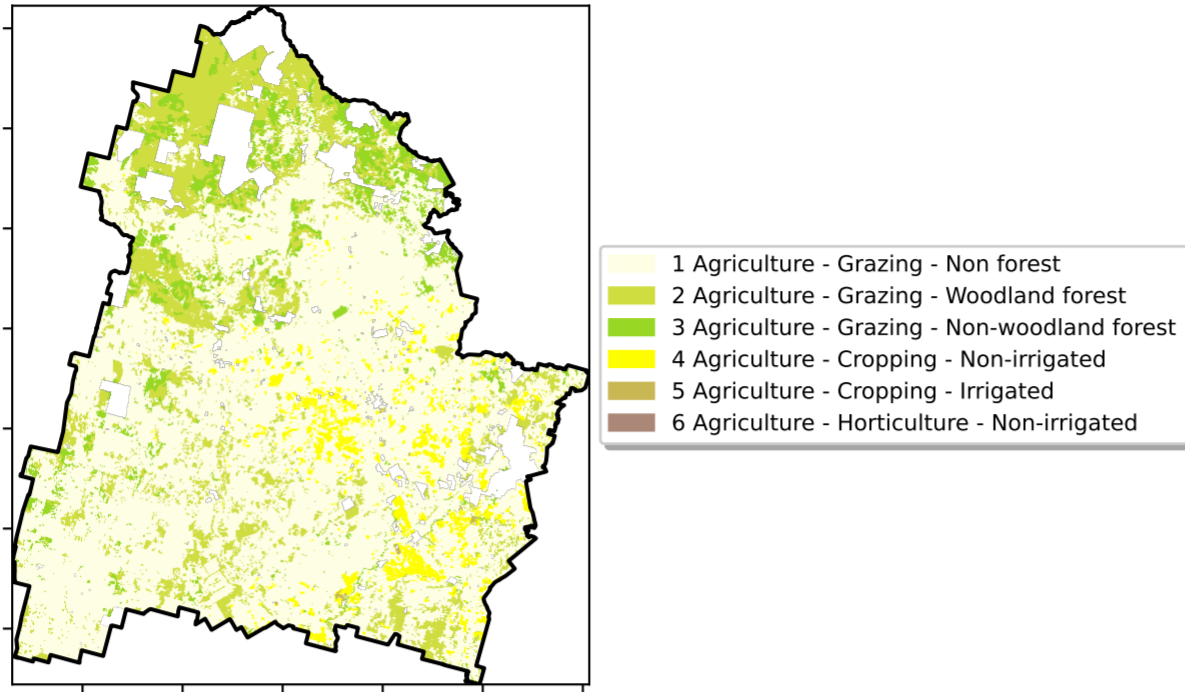 1 Agriculture - Grazing - Non forest
2 Agriculture - Grazing - Woodland forest
3 Agriculture - Grazing - Non-woodland forest
4 Agriculture - Cropping - Non-irrigated
5 Agriculture - Cropping - Irrigated
6 Agriculture - Horticulture - Non-irrigated